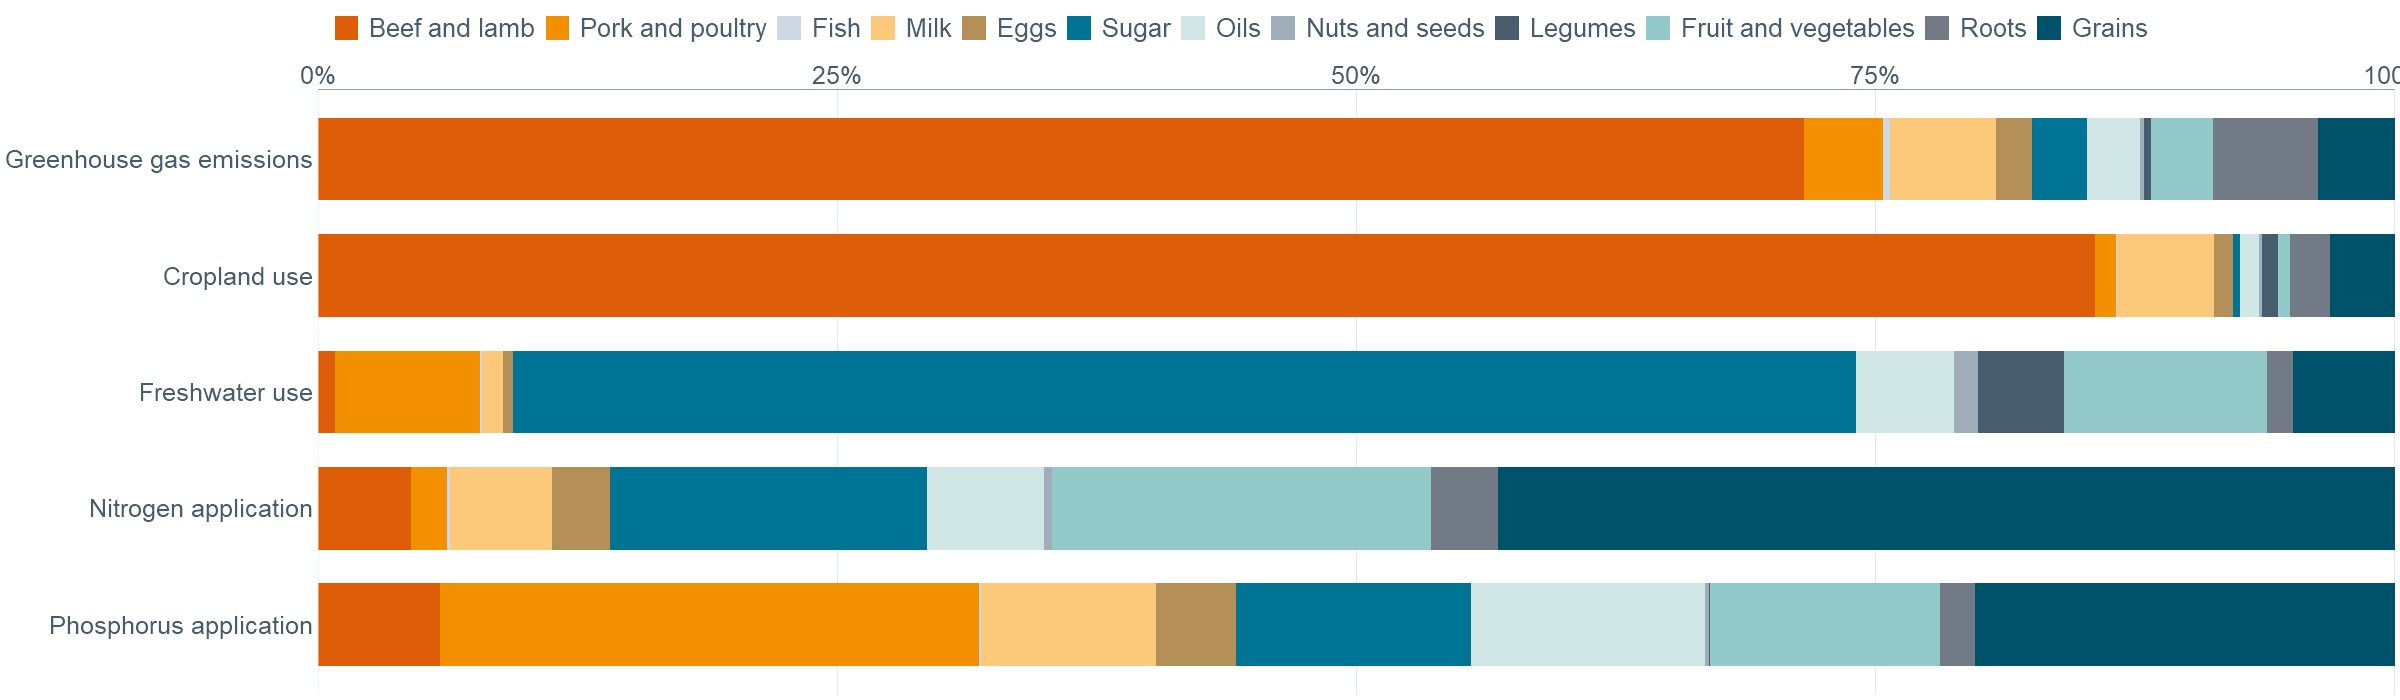 Beef and lamb Pork and poultry Fish Milk Eggs Sugar Oils Nuts and seeds Legumes Fruit and vegetables Roots Grains
0% 25% 50% 75% 100
Greenhouse gas emissions
Cropland use
Freshwater use
Nitrogen application
Phosphorus application